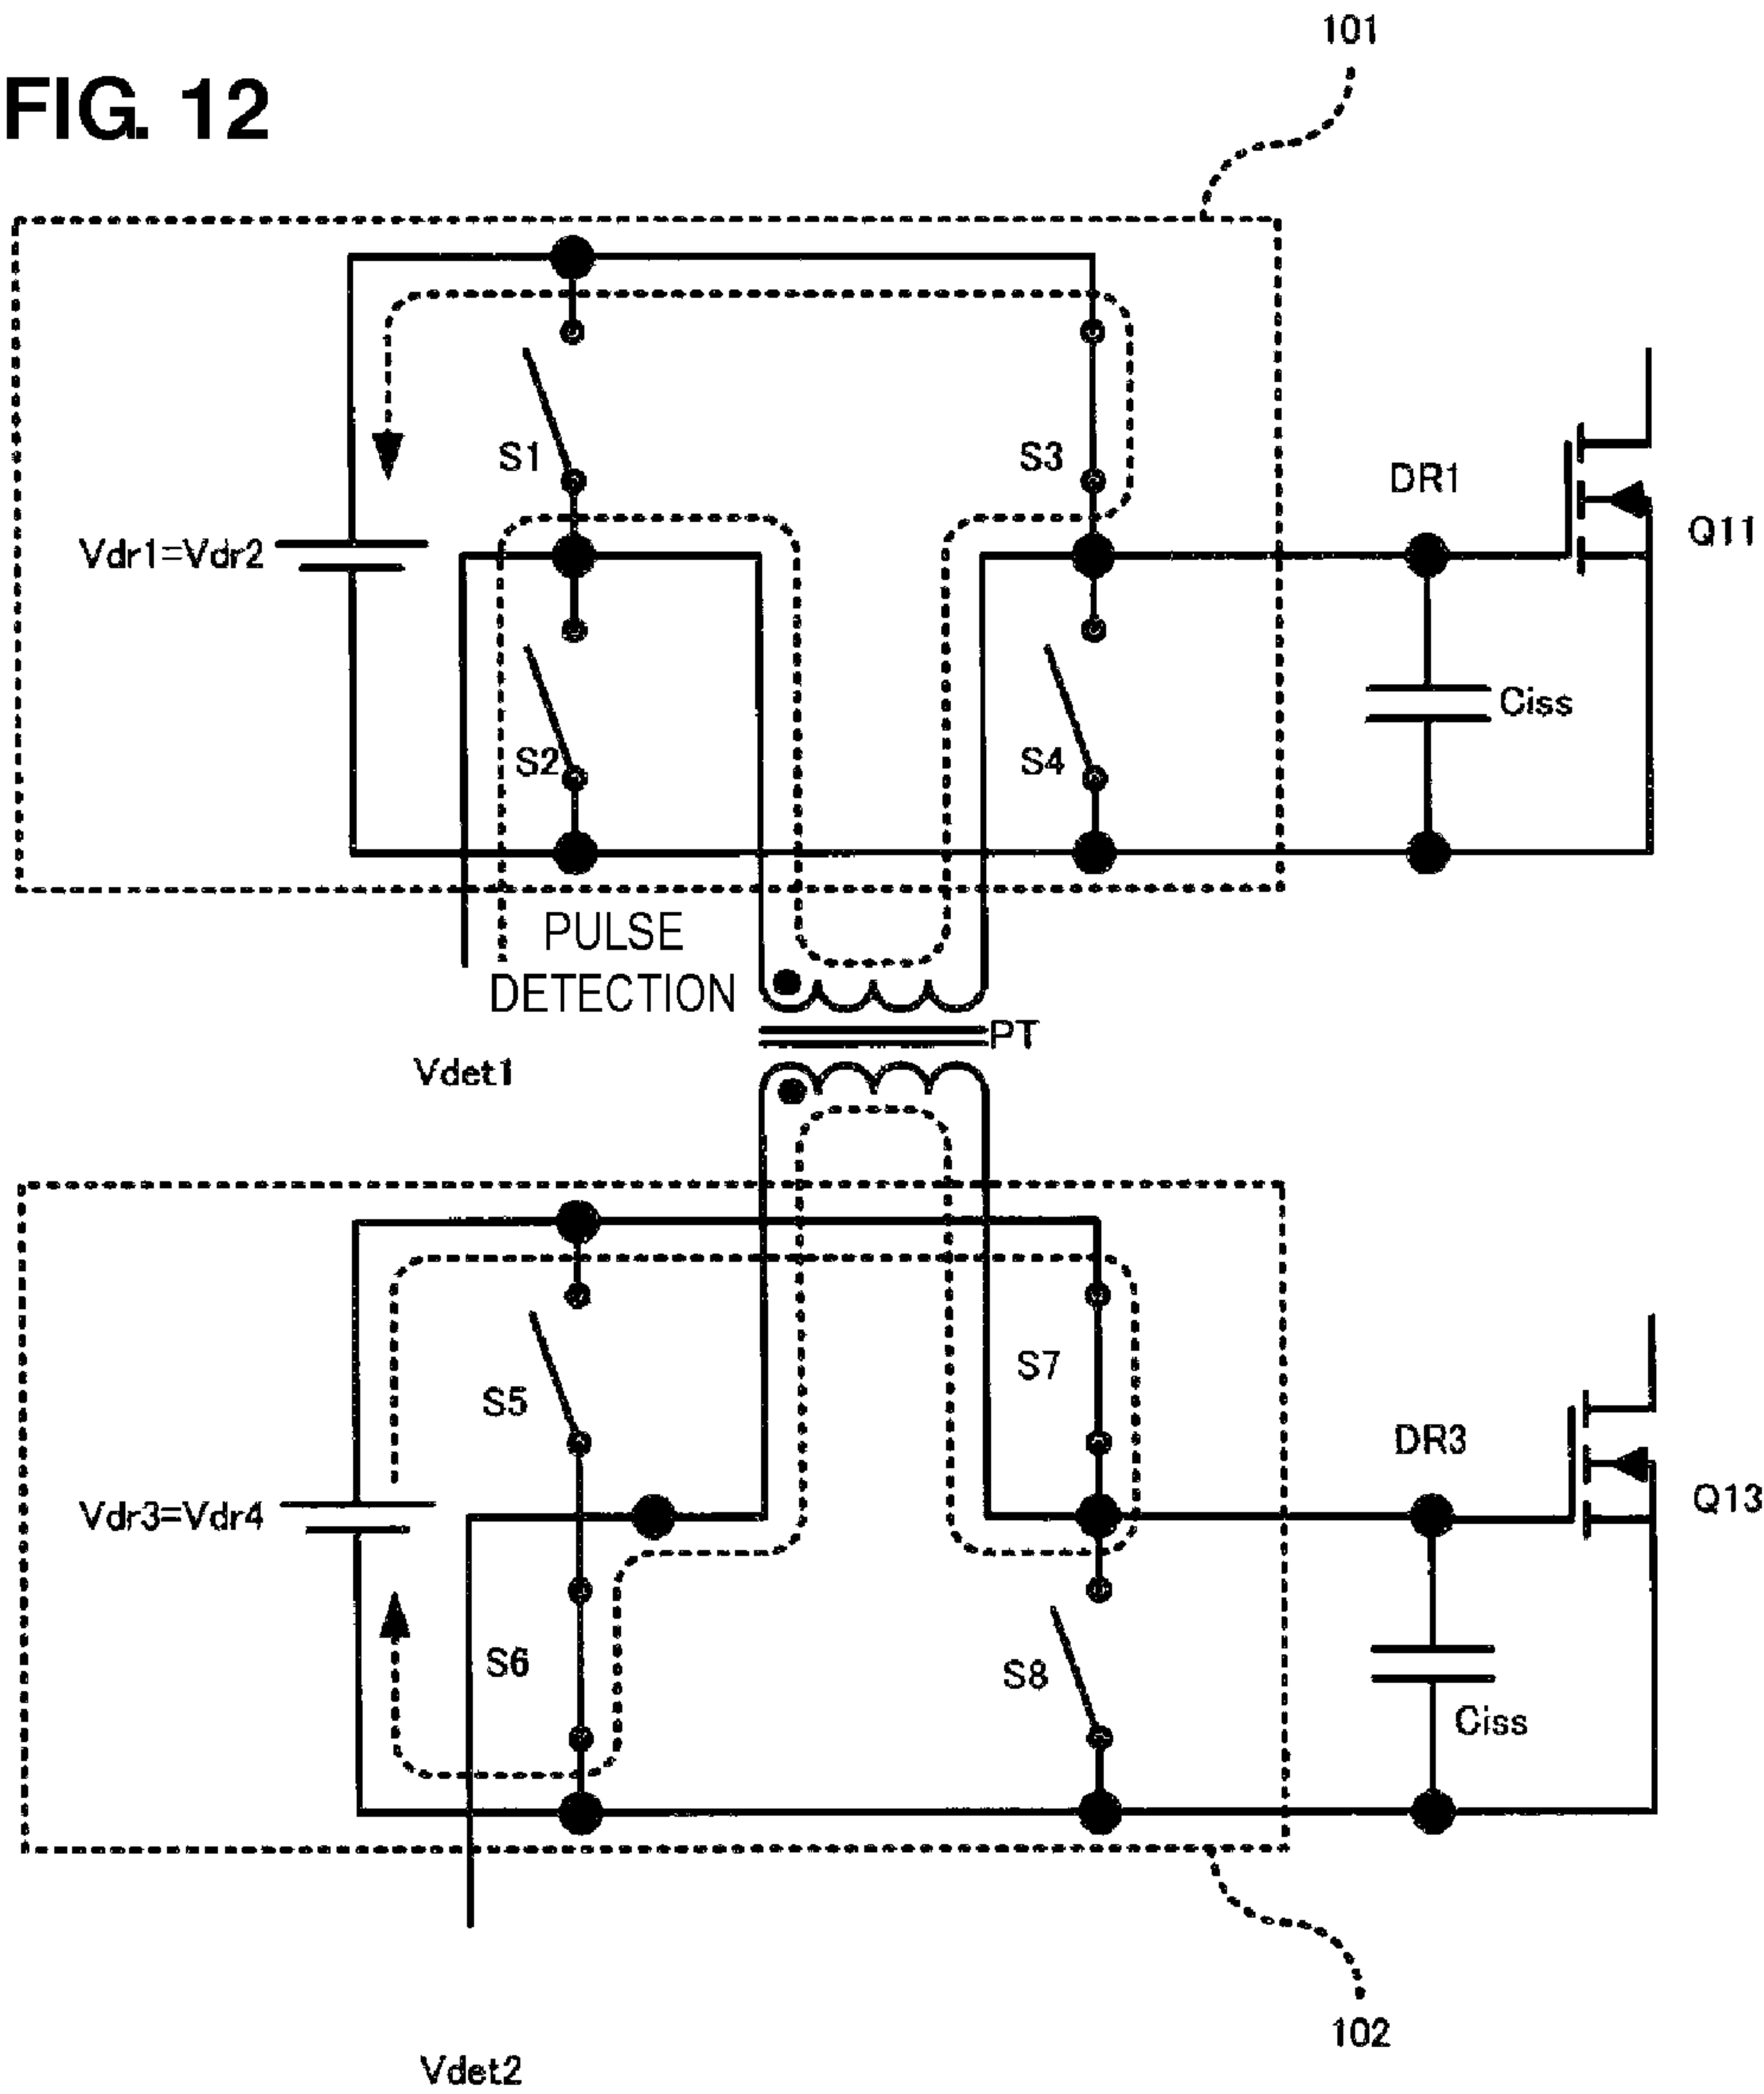 101
FIG. 12
S1
S3
DR1
Q11
Vdr1=Vdr2
Ciss
S2
S4
PULSE
DETECTION
PT
Vdet1
S7
S5
DR3
Q13
Vdr3=Vdr4
S6
S8
Ciss
102
Vdet2